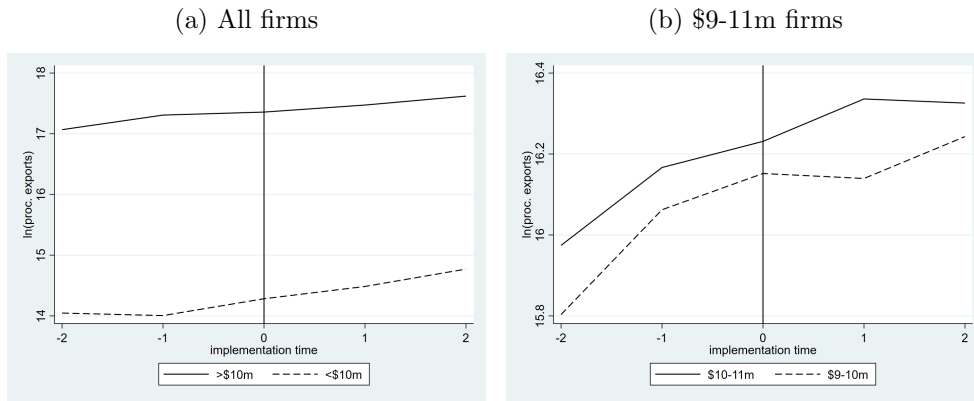 (a) All firms
ln(proc. exports)
18
17
16
15
14
-2 -1 0 1 2
implementation time
>$10m <$10m
(b) $9-11m firms
ln(proc. exports)
16.4
16.2
16
15.8
-2 -1 0 1 2
implementation time
$10-11m $9-10m